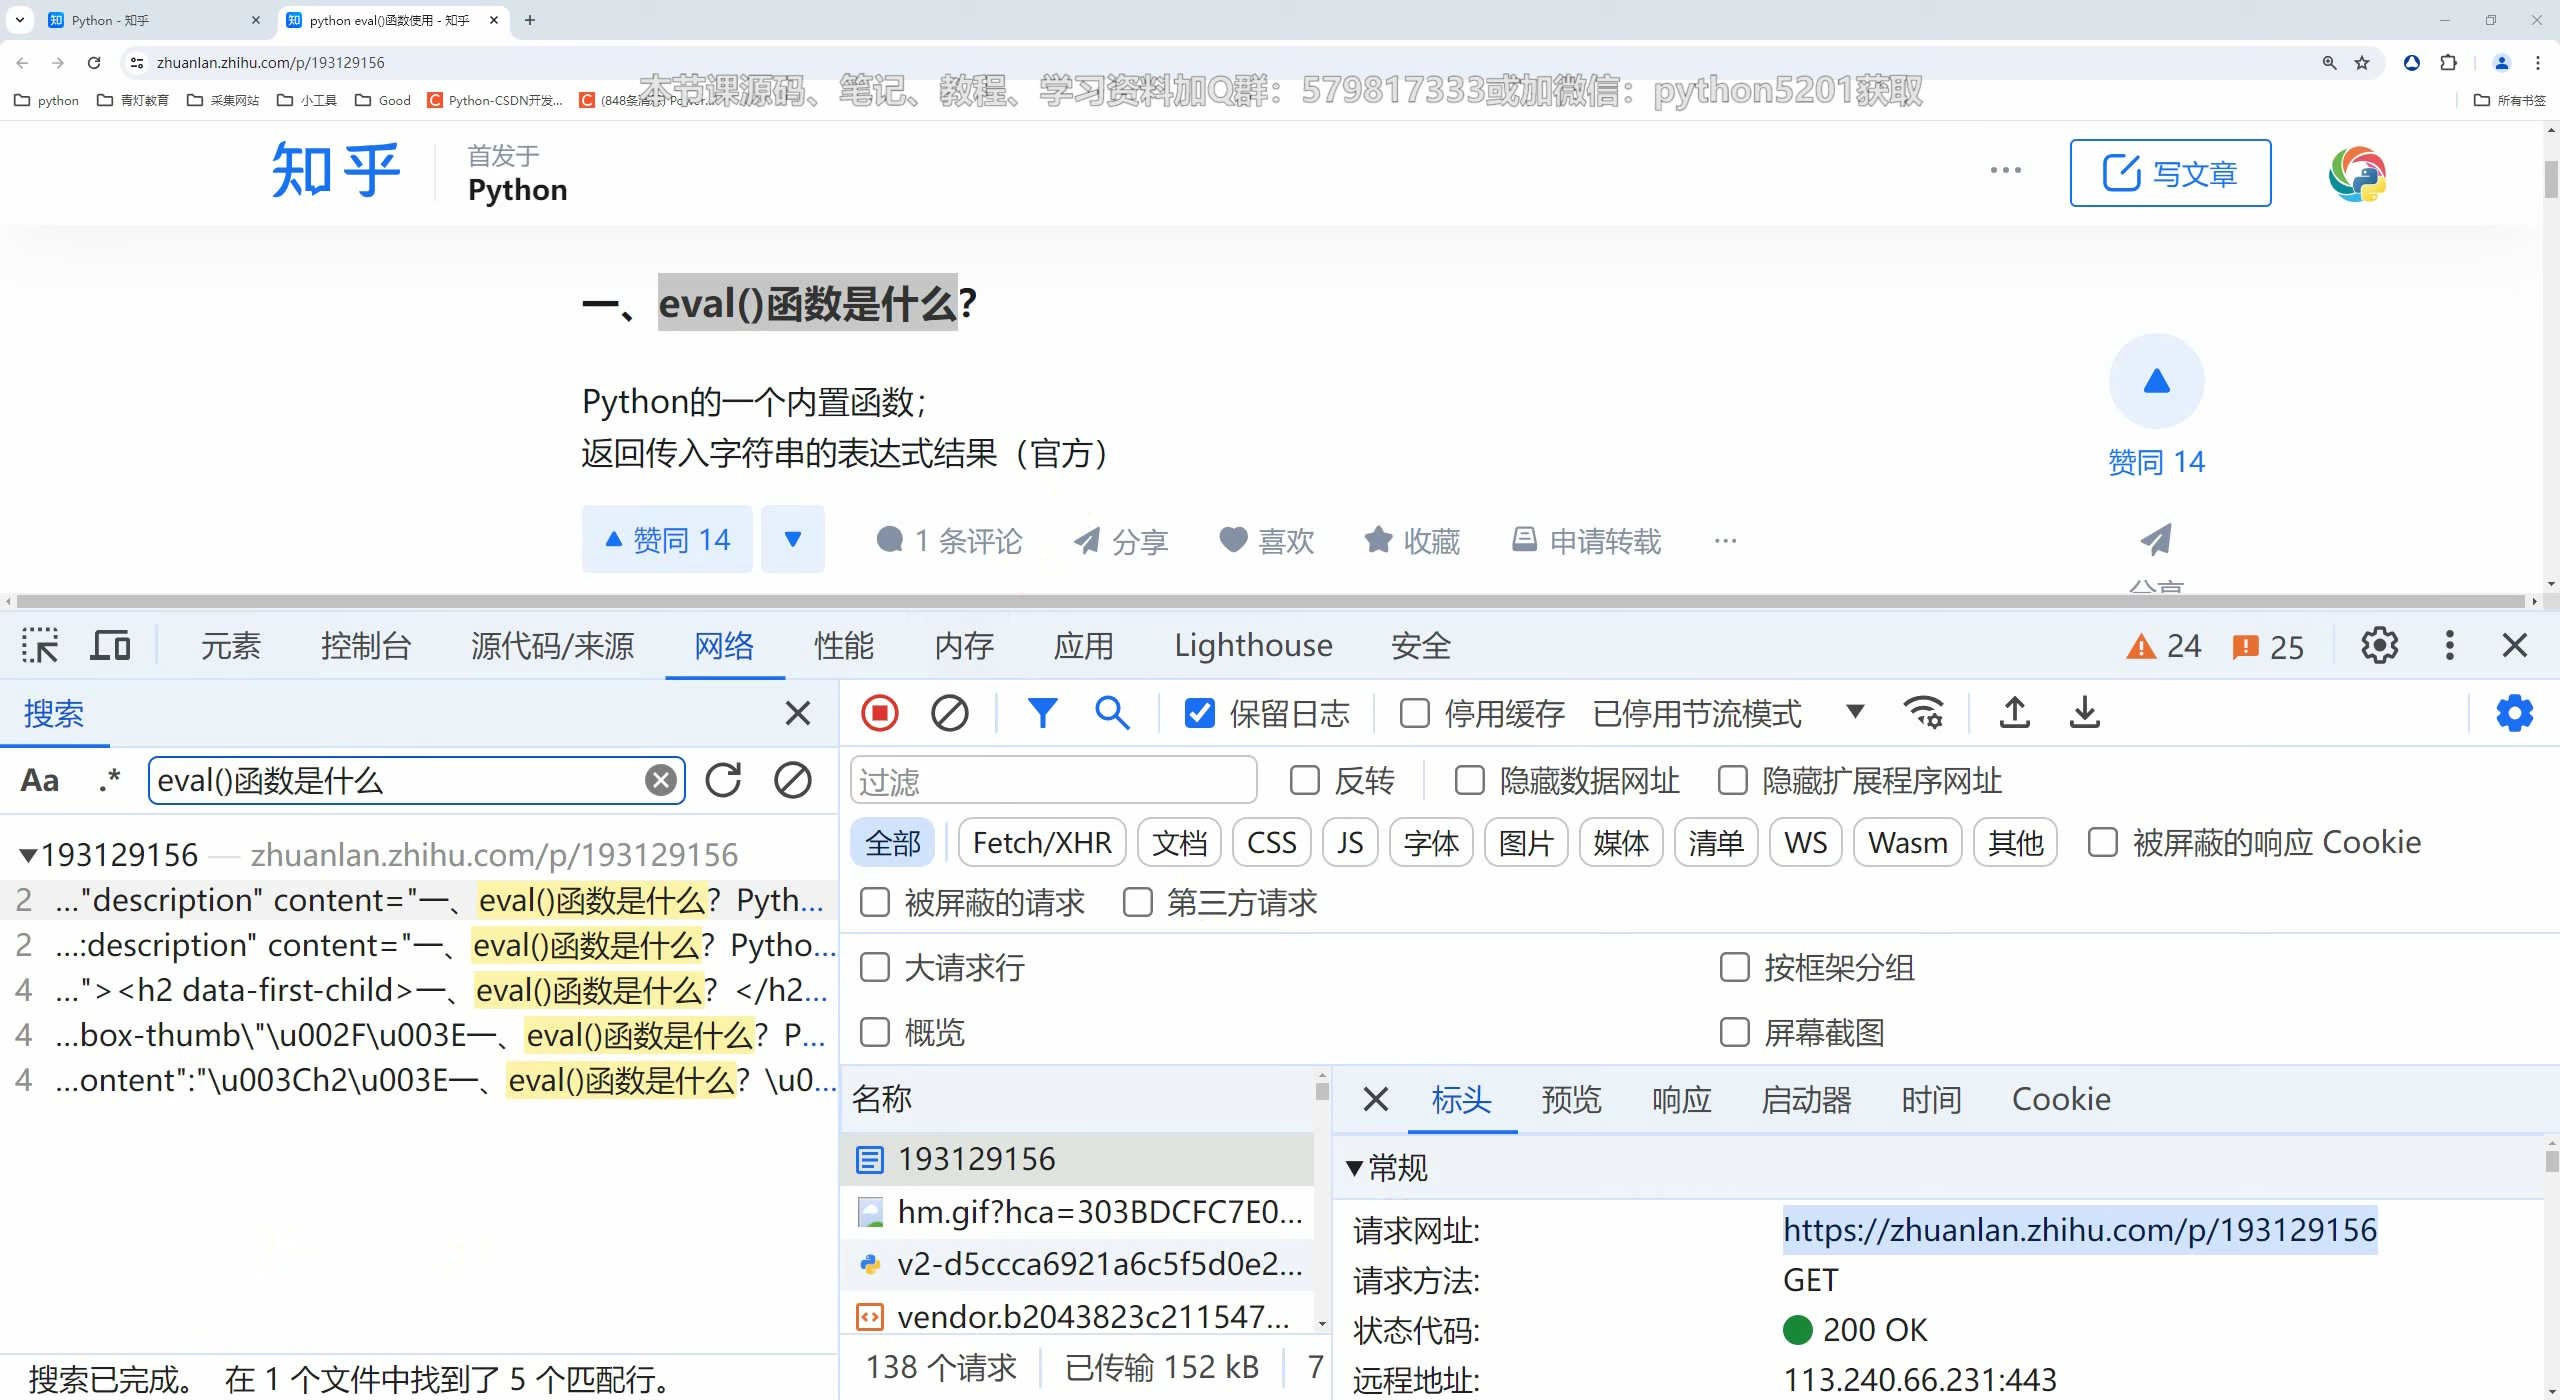 Python - 知乎
python eval()函数使用 - 知乎
zhuanlan.zhihu.com/p/193129156
本节课源码、笔记、教程、学习资料加Q群：579817333或加微信：python5201获取
python
青灯教育
采集网站
小工具
Good
Python-CSDN开发...
所有书签
知乎
首发于
Python
写文章
一、eval()函数是什么？
Python的一个内置函数；
返回传入字符串的表达式结果（官方）
赞同 14
赞同 14
1 条评论
分享
喜欢
收藏
申请转载
分享
元素
控制台
源代码/来源
网络
性能
内存
应用
Lighthouse
安全
24
25
搜索
保留日志
停用缓存
已停用节流模式
Aa
.*
eval()函数是什么
过滤
反转
隐藏数据网址
隐藏扩展程序网址
全部
Fetch/XHR
文档
CSS
JS
字体
图片
媒体
清单
WS
Wasm
其他
被屏蔽的响应 Cookie
被屏蔽的请求
第三方请求
大请求行
按框架分组
概览
屏幕截图
193129156 — zhuanlan.zhihu.com/p/193129156
2 ..."description" content="一、eval()函数是什么？Pyth...
2 ...:description" content="一、eval()函数是什么？Pytho...
4 ..."><h2 data-first-child>一、eval()函数是什么？</h2...
4 ...box-thumb\"\u002F\u003E一、eval()函数是什么？P...
4 ...ontent":"\u003Ch2\u003E一、eval()函数是什么？\u0...
搜索已完成。 在 1 个文件中找到了 5 个匹配行。
名称
193129156
hm.gif?hca=303BDCFC7E0...
v2-d5ccca6921a6c5f5d0e2...
vendor.b2043823c211547...
138 个请求
已传输 152 kB
7
标头
预览
响应
启动器
时间
Cookie
常规
请求网址:
https://zhuanlan.zhihu.com/p/193129156
请求方法:
GET
状态代码:
200 OK
远程地址:
113.240.66.231:443